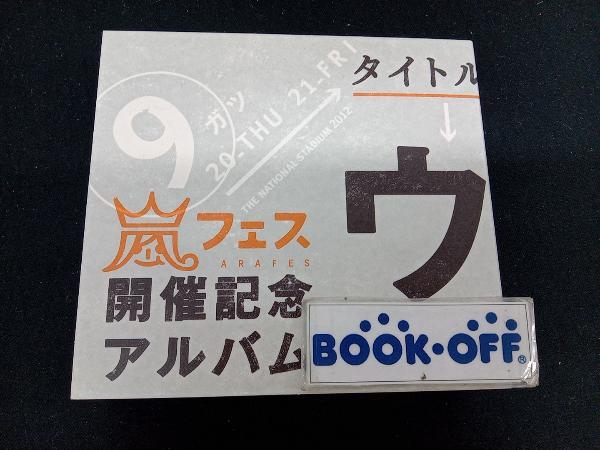 9
ガツ
20-THU 21-FRI
THE NATIONAL STADIUM 2012
タイトル
↓
ウ
嵐フェス
ARAFES
開催記念
アルバム
BOOK・OFF®